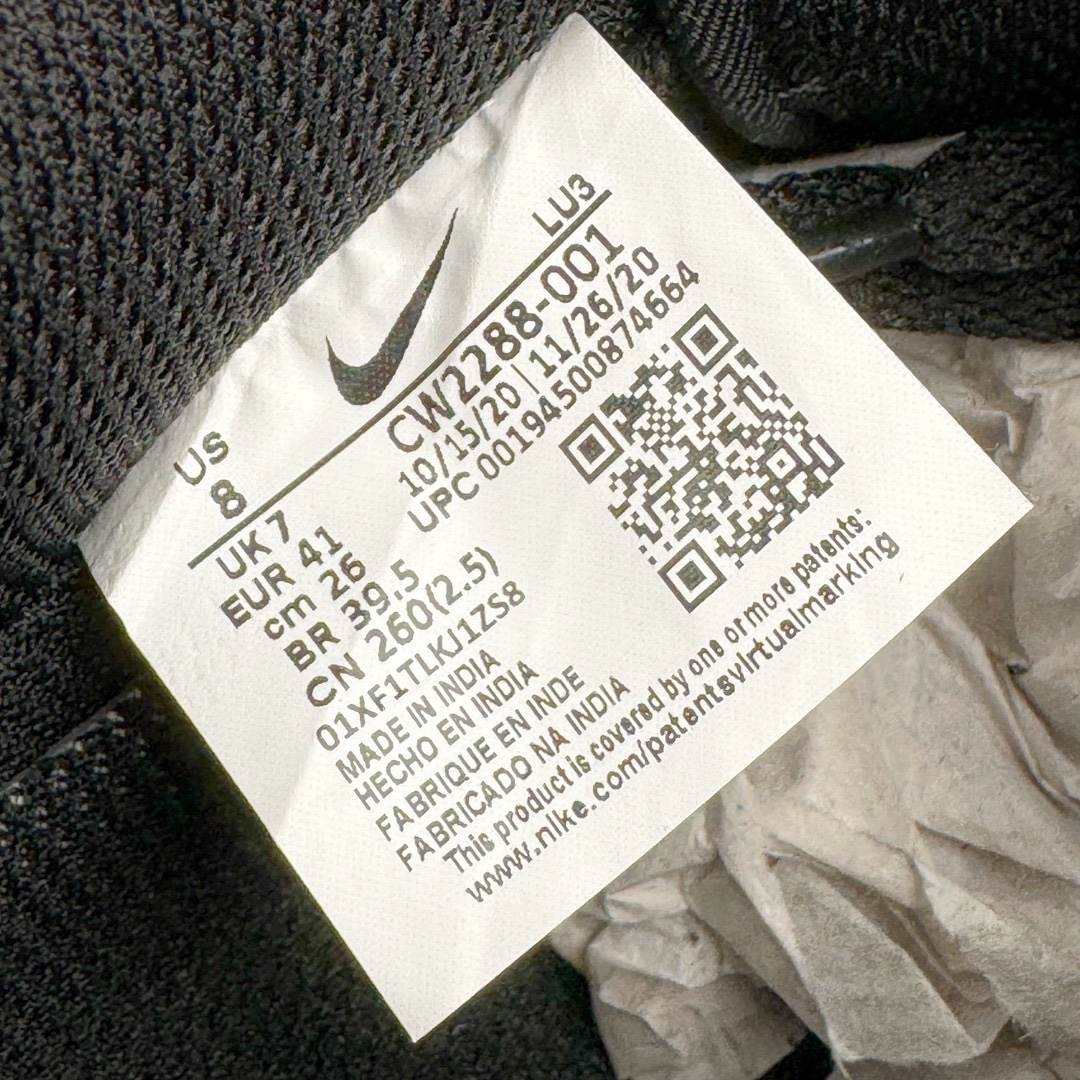 LU3
US
8
CW2288-001
10/15/20 | 11/26/20
UPC 00194500874664
UK 7
EUR 41
cm 26
BR 39.5
CN 260(2.5)
01XF1TLKJ1ZS8
MADE IN INDIA
HECHO EN INDIA
FABRIQUE EN INDE
FABRICADO NA INDIA
This product is covered by one or more patents:
www.nike.com/patentsvirtualmarking